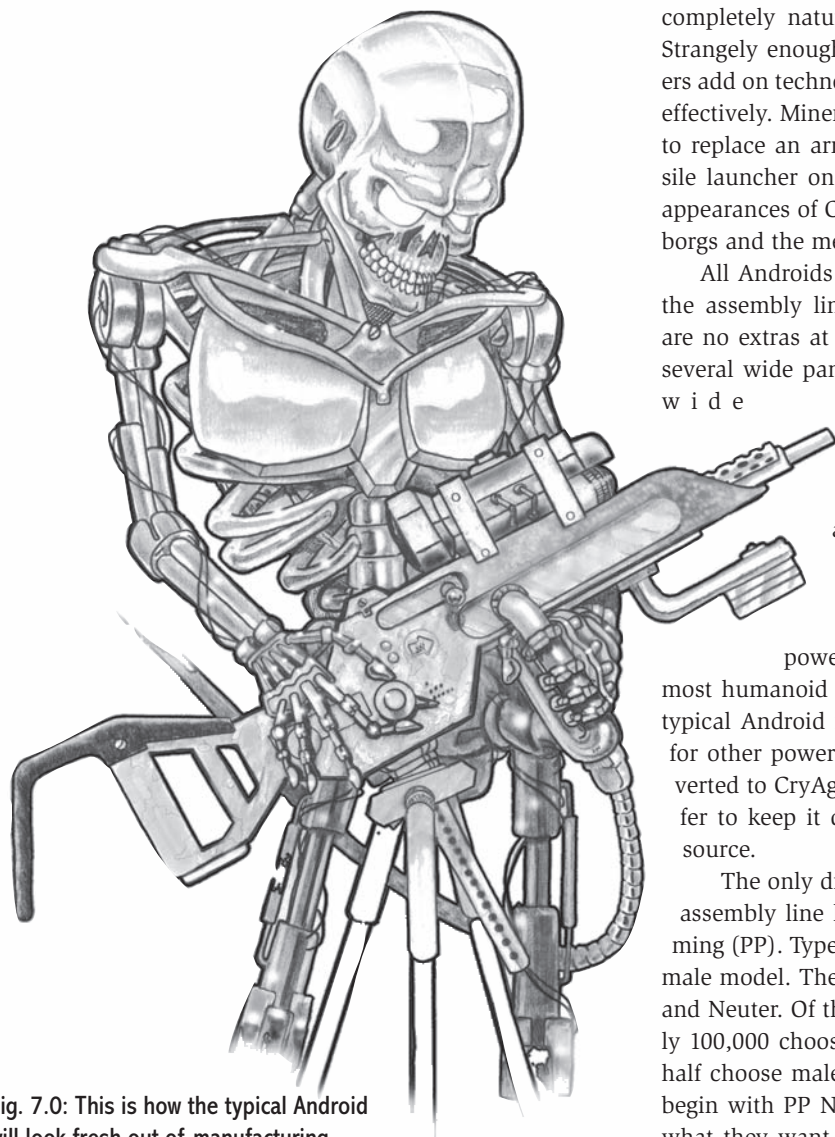 completely natu
Strangely enough
ers add on techno
effectively. Miner
to replace an arr
sile launcher on
appearances of C
borgs and the me
All Androids
the assembly lin
are no extras at
several wide pan
w i d e
a
powe
most humanoid
typical Android
for other power
verted to CryAg
fer to keep it c
source.
The only di
assembly line l
ming (PP). Type
male model. The
and Neuter. Of th
ly 100,000 choos
half choose male
begin with PP N
what they want
ig. 7.0: This is how the typical Android
ill look fresh out of manufacturing